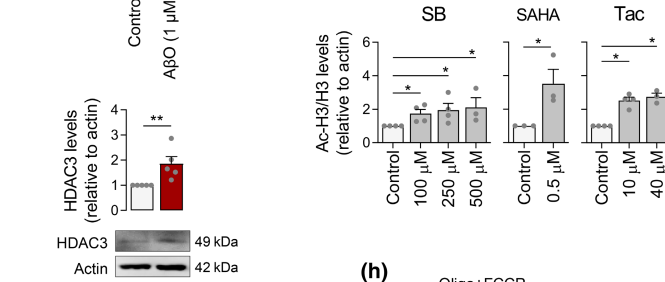 Control
AβO (1 µM
**
HDAC3 levels
(relative to actin)
4
3
2
1
0
HDAC3
49 kDa
Actin
42 kDa
SB
SAHA
Tac
Ac-H3/H3 levels
(relative to actin)
6
4
2
0
*
*
*
*
*
*
Control
100 µM
250 µM
500 µM
Control
0.5 µM
Control
10 µM
40 µM
(h)